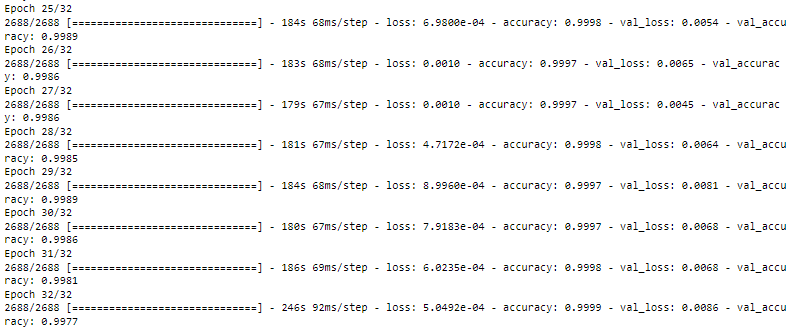 Epoch 25/32
2688/2688 [==============================] - 184s 68ms/step - loss: 6.9800e-04 - accuracy: 0.9998 - val_loss: 0.0054 - val_accu
racy: 0.9989
Epoch 26/32
2688/2688 [==============================] - 183s 68ms/step - loss: 0.0010 - accuracy: 0.9997 - val_loss: 0.0065 - val_accurac
y: 0.9986
Epoch 27/32
2688/2688 [==============================] - 179s 67ms/step - loss: 0.0010 - accuracy: 0.9997 - val_loss: 0.0045 - val_accurac
y: 0.9986
Epoch 28/32
2688/2688 [==============================] - 181s 67ms/step - loss: 4.7172e-04 - accuracy: 0.9998 - val_loss: 0.0064 - val_accu
racy: 0.9985
Epoch 29/32
2688/2688 [==============================] - 184s 68ms/step - loss: 8.9960e-04 - accuracy: 0.9997 - val_loss: 0.0081 - val_accu
racy: 0.9989
Epoch 30/32
2688/2688 [==============================] - 180s 67ms/step - loss: 7.9183e-04 - accuracy: 0.9997 - val_loss: 0.0068 - val_accu
racy: 0.9986
Epoch 31/32
2688/2688 [==============================] - 186s 69ms/step - loss: 6.0235e-04 - accuracy: 0.9998 - val_loss: 0.0068 - val_accu
racy: 0.9981
Epoch 32/32
2688/2688 [==============================] - 246s 92ms/step - loss: 5.0492e-04 - accuracy: 0.9999 - val_loss: 0.0086 - val_accu
racy: 0.9977